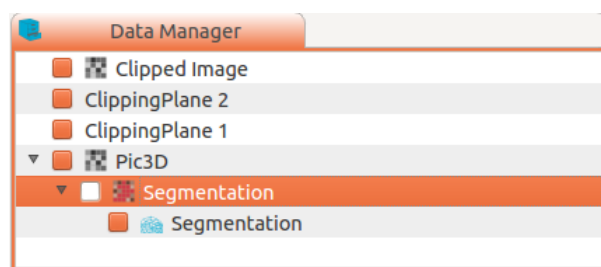 Data Manager
Clipped Image
ClippingPlane 2
ClippingPlane 1
Pic3D
Segmentation
Segmentation